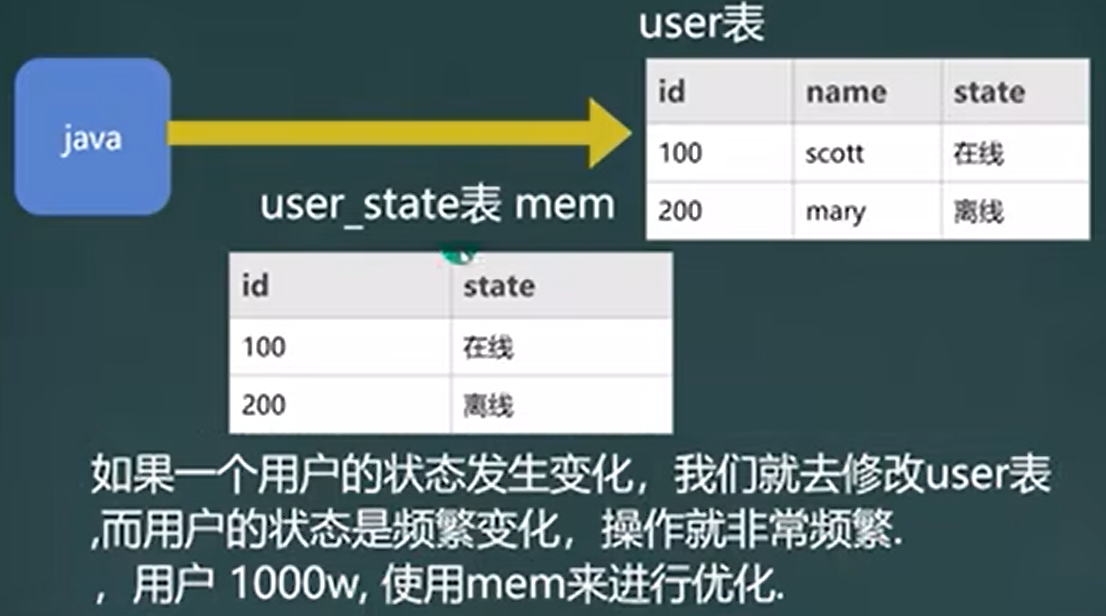 user表
java
id name state
100 scott 在线
200 mary 离线
user_state表 mem
id state
100 在线
200 离线
如果一个用户的状态发生变化，我们就去修改user表
,而用户的状态是频繁变化，操作就非常频繁.
，用户 1000w, 使用mem来进行优化.